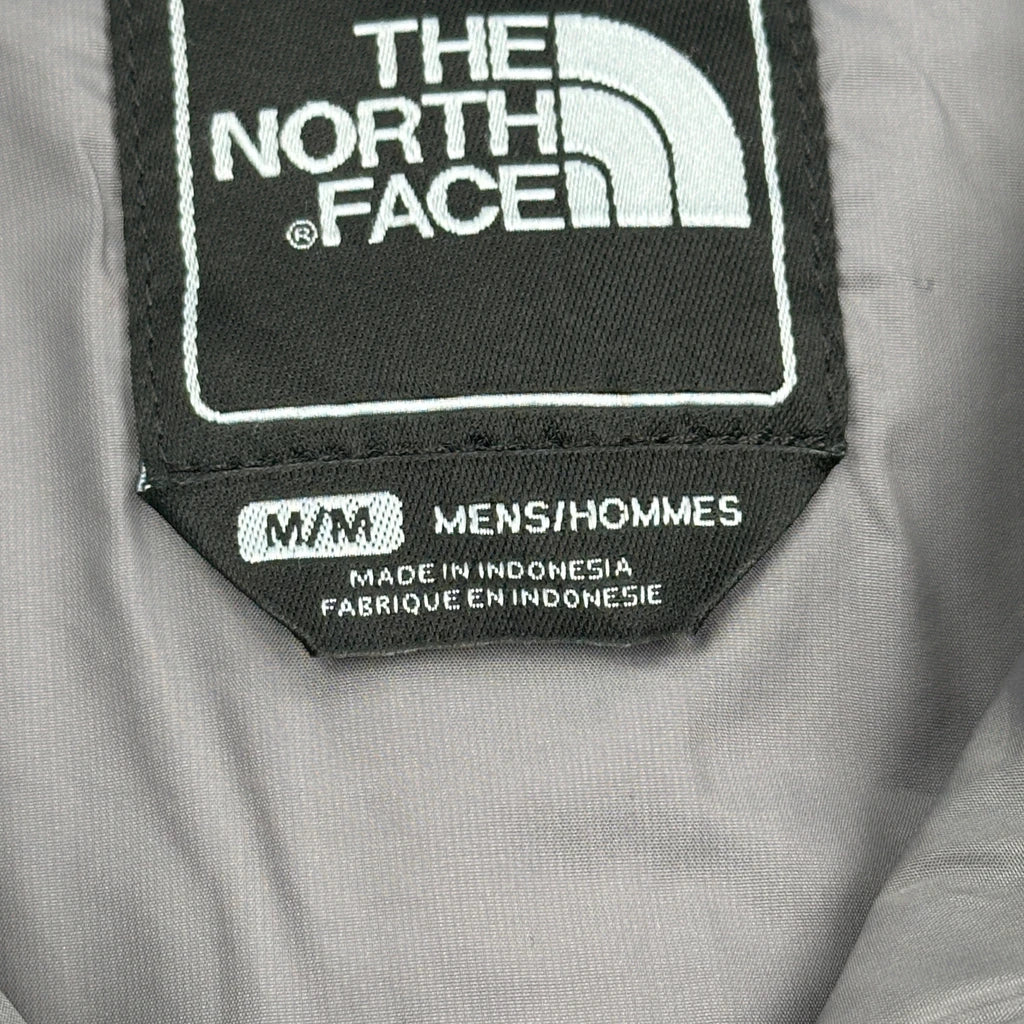 THE
NORTH
®FACE
M/M MENS/HOMMES
MADE IN INDONESIA
FABRIQUE EN INDONESIE